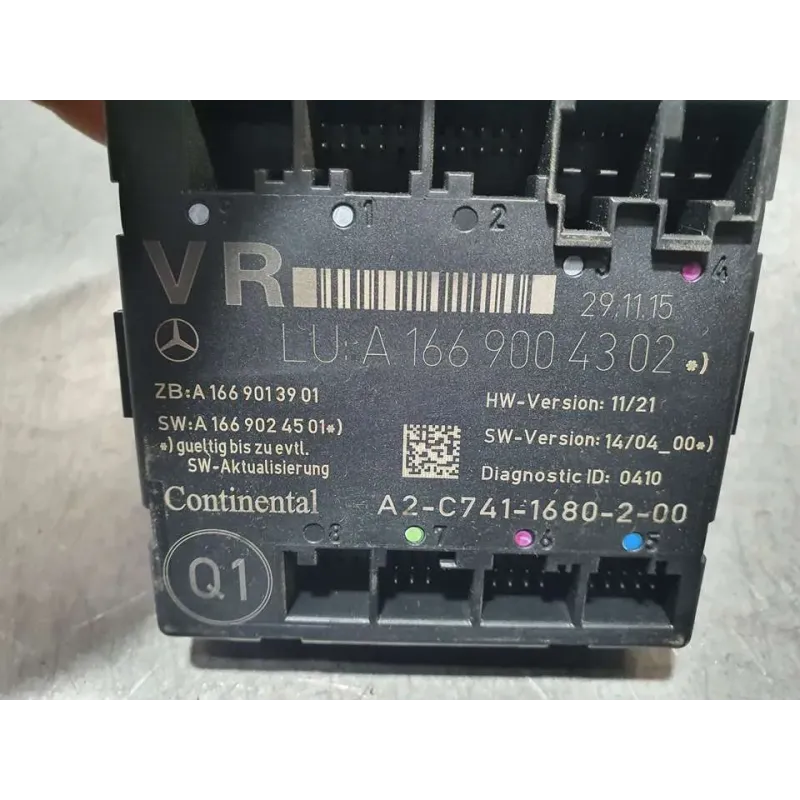 9 1 2
3 4
VR
29.11.15
LU: A 166 900 43 02 *)
ZB: A 166 901 39 01
HW-Version: 11/21
SW: A 166 902 45 01*)
SW-Version: 14/04_00*)
*) gueltig bis zu evtl.
SW-Aktualisierung
Diagnostic ID: 0410
Continental
A2-C741-1680-2-00
8 7 6 5
Q1